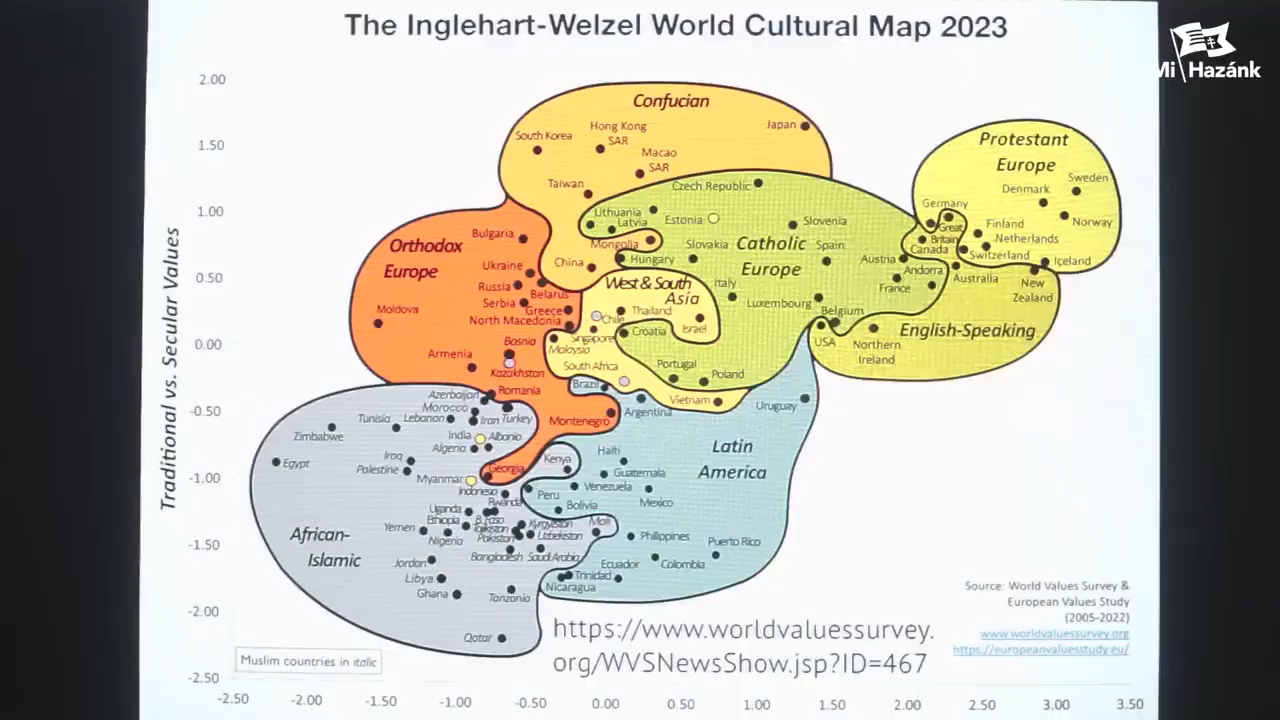 The Inglehart-Welzel World Cultural Map 2023
Mi Hazánk
Traditional vs. Secular Values
2.00
1.50
1.00
0.50
0.00
-0.50
-1.00
-1.50
-2.00
-2.50
-2.50
-2.00
-1.50
-1.00
-0.50
0.00
0.50
1.00
1.50
2.00
2.50
3.00
3.50
Confucian
South Korea
Hong Kong
SAR
Macao
SAR
Japan
Taiwan
Mongolia
China
Protestant
Europe
Sweden
Denmark
Norway
Germany
Finland
Netherlands
Switzerland
Iceland
Great
Britain
Canada
Australia
New
Zealand
USA
Northern
Ireland
English-Speaking
Catholic
Europe
Czech Republic
Lithuania
Latvia
Estonia
Slovenia
Slovakia
Hungary
Spain
Austria
Andorra
France
Italy
Luxembourg
Belgium
Croatia
Portugal
Poland
Orthodox
Europe
Bulgaria
Ukraine
Russia
Belarus
Serbia
Greece
North Macedonia
Moldova
Bosnia
Armenia
Kazakhstan
Romania
Montenegro
Georgia
West & South
Asia
Thailand
Chile
Israel
Singapore
Malaysia
South Africa
Vietnam
Brazil
Argentina
Uruguay
Latin
America
Haiti
Guatemala
Venezuela
Mexico
Peru
Bolivia
Philippines
Puerto Rico
Ecuador
Colombia
Trinidad
Nicaragua
African-
Islamic
Azerbaijan
Morocco
Tunisia
Lebanon
Iran
Turkey
Zimbabwe
India
Albania
Algeria
Egypt
Iraq
Palestine
Kenya
Myanmar
Indonesia
Rwanda
Uganda
Ethiopia
B.Faso
Yemen
Tajikistan
Kyrgyzstan
Mali
Nigeria
Pakistan
Uzbekistan
Bangladesh
Saudi Arabia
Jordan
Libya
Ghana
Tanzania
Qatar
Muslim countries in italic
https://www.worldvaluessurvey.
org/WVSNewsShow.jsp?ID=467
Source: World Values Survey &
European Values Study
(2005-2022)
www.worldvaluessurvey.org
https://europeanvaluesstudy.eu/